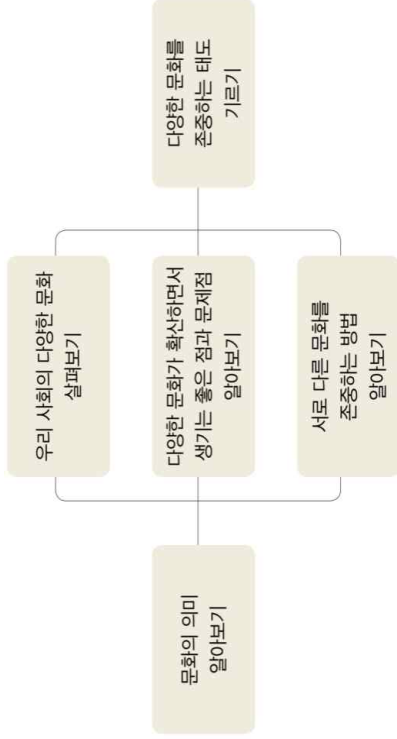 문화의 의미
알아보기
우리 사회의 다양한 문화
살펴보기
다양한 문화가 확산하면서
생기는 좋은 점과 문제점
알아보기
서로 다른 문화를
존중하는 방법
알아보기
다양한 문화를
존중하는 태도
기르기